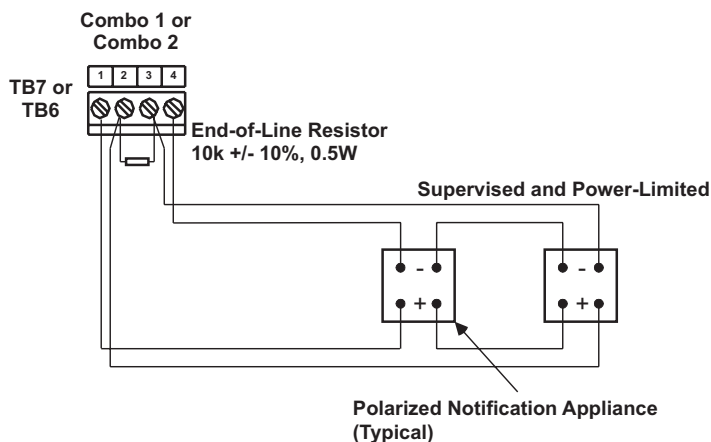 Combo 1 or
Combo 2
1 2 3 4
TB7 or
TB6
End-of-Line Resistor
10k +/- 10%, 0.5W
Supervised and Power-Limited
- -
+ +
Polarized Notification Appliance
(Typical)